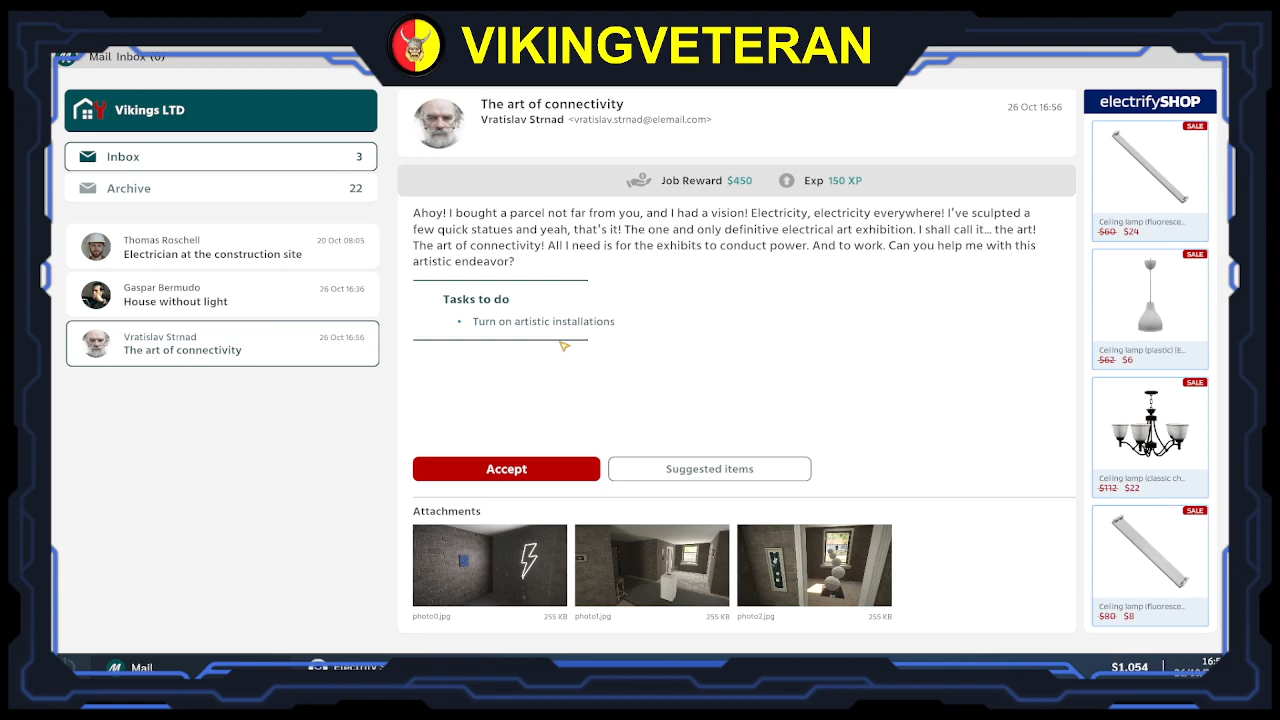 VIKINGVETERAN
Mail Inbox (0)
Vikings LTD
Inbox 3
Archive 22
Thomas Roschell 20 Oct 08:05
Electrician at the construction site
Gaspar Bermudo 26 Oct 16:36
House without light
Vratislav Strnad 26 Oct 16:56
The art of connectivity
The art of connectivity 26 Oct 16:56
Vratislav Strnad <vratislav.strnad@elemail.com>
Job Reward $450 Exp 150 XP
Ahoy! I bought a parcel not far from you, and I had a vision! Electricity, electricity everywhere! I've sculpted a
few quick statues and yeah, that's it! The one and only definitive electrical art exhibition. I shall call it... the art!
The art of connectivity! All I need is for the exhibits to conduct power. And to work. Can you help me with this
artistic endeavor?
Tasks to do
• Turn on artistic installations
Accept Suggested items
Attachments
photo0.jpg 255 KB photo1.jpg 255 KB photo2.jpg 255 KB
electrifySHOP
SALE
Ceiling lamp (fluoresce..
$60 $24
SALE
Ceiling lamp (plastic) [E...
$62 $6
SALE
Ceiling lamp (classic ch..
$112 $22
SALE
Ceiling lamp (fluoresce..
$80 $8
Mail $1,054